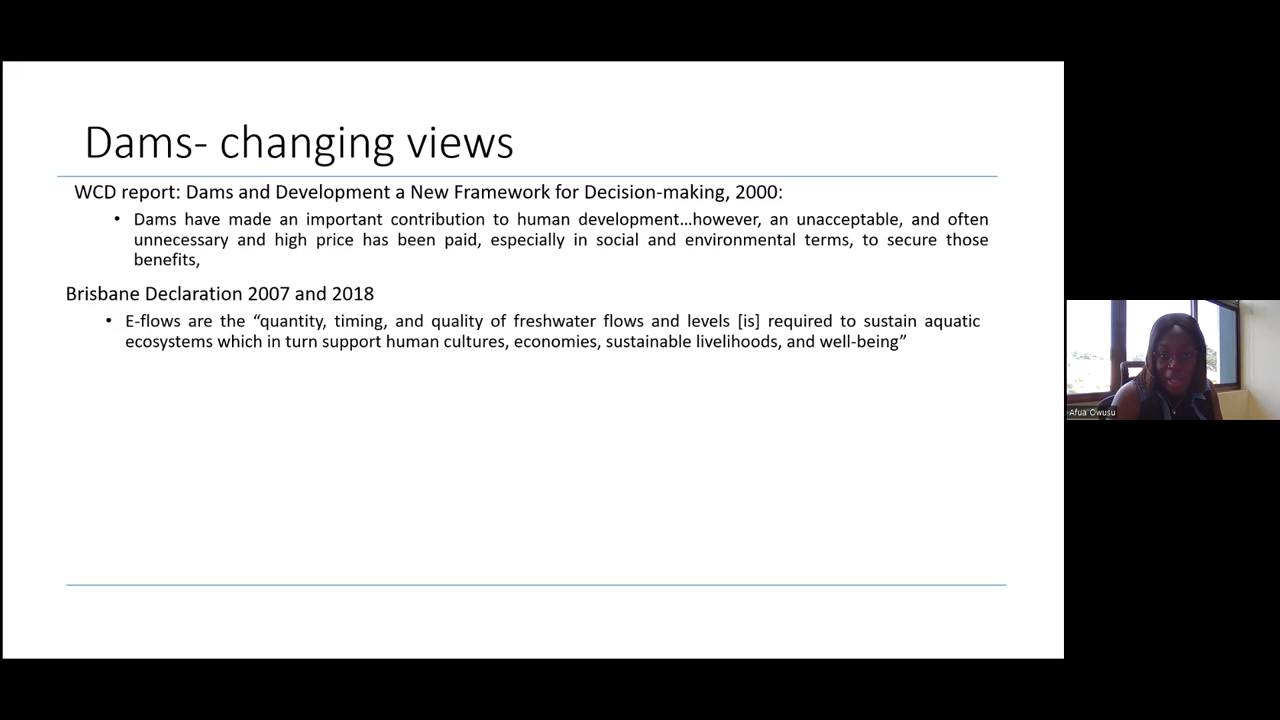 Dams- changing views
WCD report: Dams and Development a New Framework for Decision-making, 2000:
• Dams have made an important contribution to human development…however, an unacceptable, and often
unnecessary and high price has been paid, especially in social and environmental terms, to secure those
benefits,
Brisbane Declaration 2007 and 2018
• E-flows are the “quantity, timing, and quality of freshwater flows and levels [is] required to sustain aquatic
ecosystems which in turn support human cultures, economies, sustainable livelihoods, and well-being”
Afua Owusu